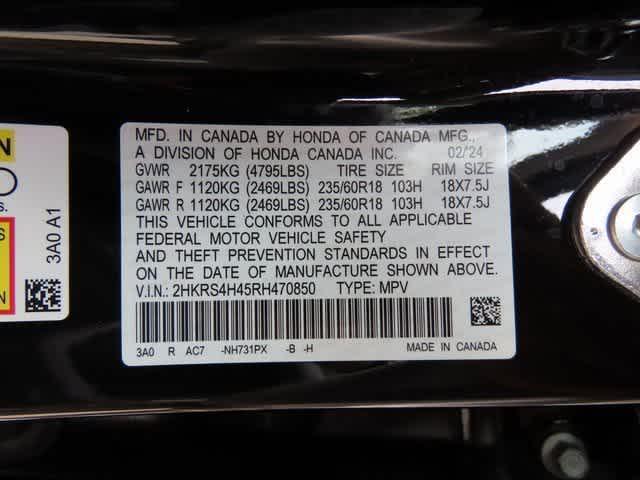 N
s.
S
N
3A0 A1
MFD. IN CANADA BY HONDA OF CANADA MFG.,
A DIVISION OF HONDA CANADA INC. 02/24
GVWR 2175KG (4795LBS) TIRE SIZE RIM SIZE
GAWR F 1120KG (2469LBS) 235/60R18 103H 18X7.5J
GAWR R 1120KG (2469LBS) 235/60R18 103H 18X7.5J
THIS VEHICLE CONFORMS TO ALL APPLICABLE
FEDERAL MOTOR VEHICLE SAFETY
AND THEFT PREVENTION STANDARDS IN EFFECT
ON THE DATE OF MANUFACTURE SHOWN ABOVE.
V.I.N.: 2HKRS4H45RH470850 TYPE: MPV
3A0 R AC7 -NH731PX -B -H MADE IN CANADA